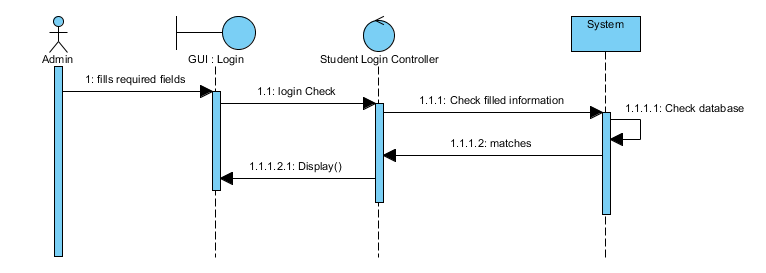 Admin
GUI : Login
Student Login Controller
System
1: fills required fields
1.1: login Check
1.1.1: Check filled information
1.1.1.1: Check database
1.1.1.2: matches
1.1.1.2.1: Display()